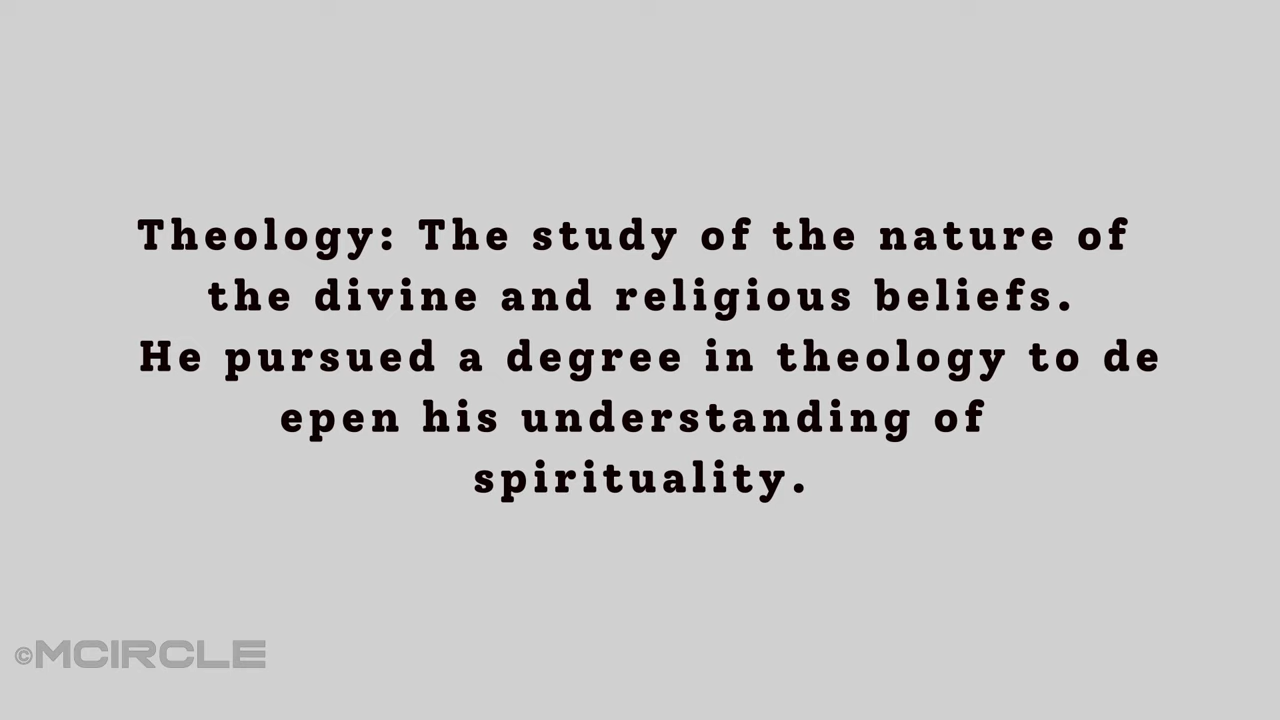 Theology: The study of the nature of
the divine and religious beliefs.
He pursued a degree in theology to de
epen his understanding of
spirituality.
©MCIRCLE